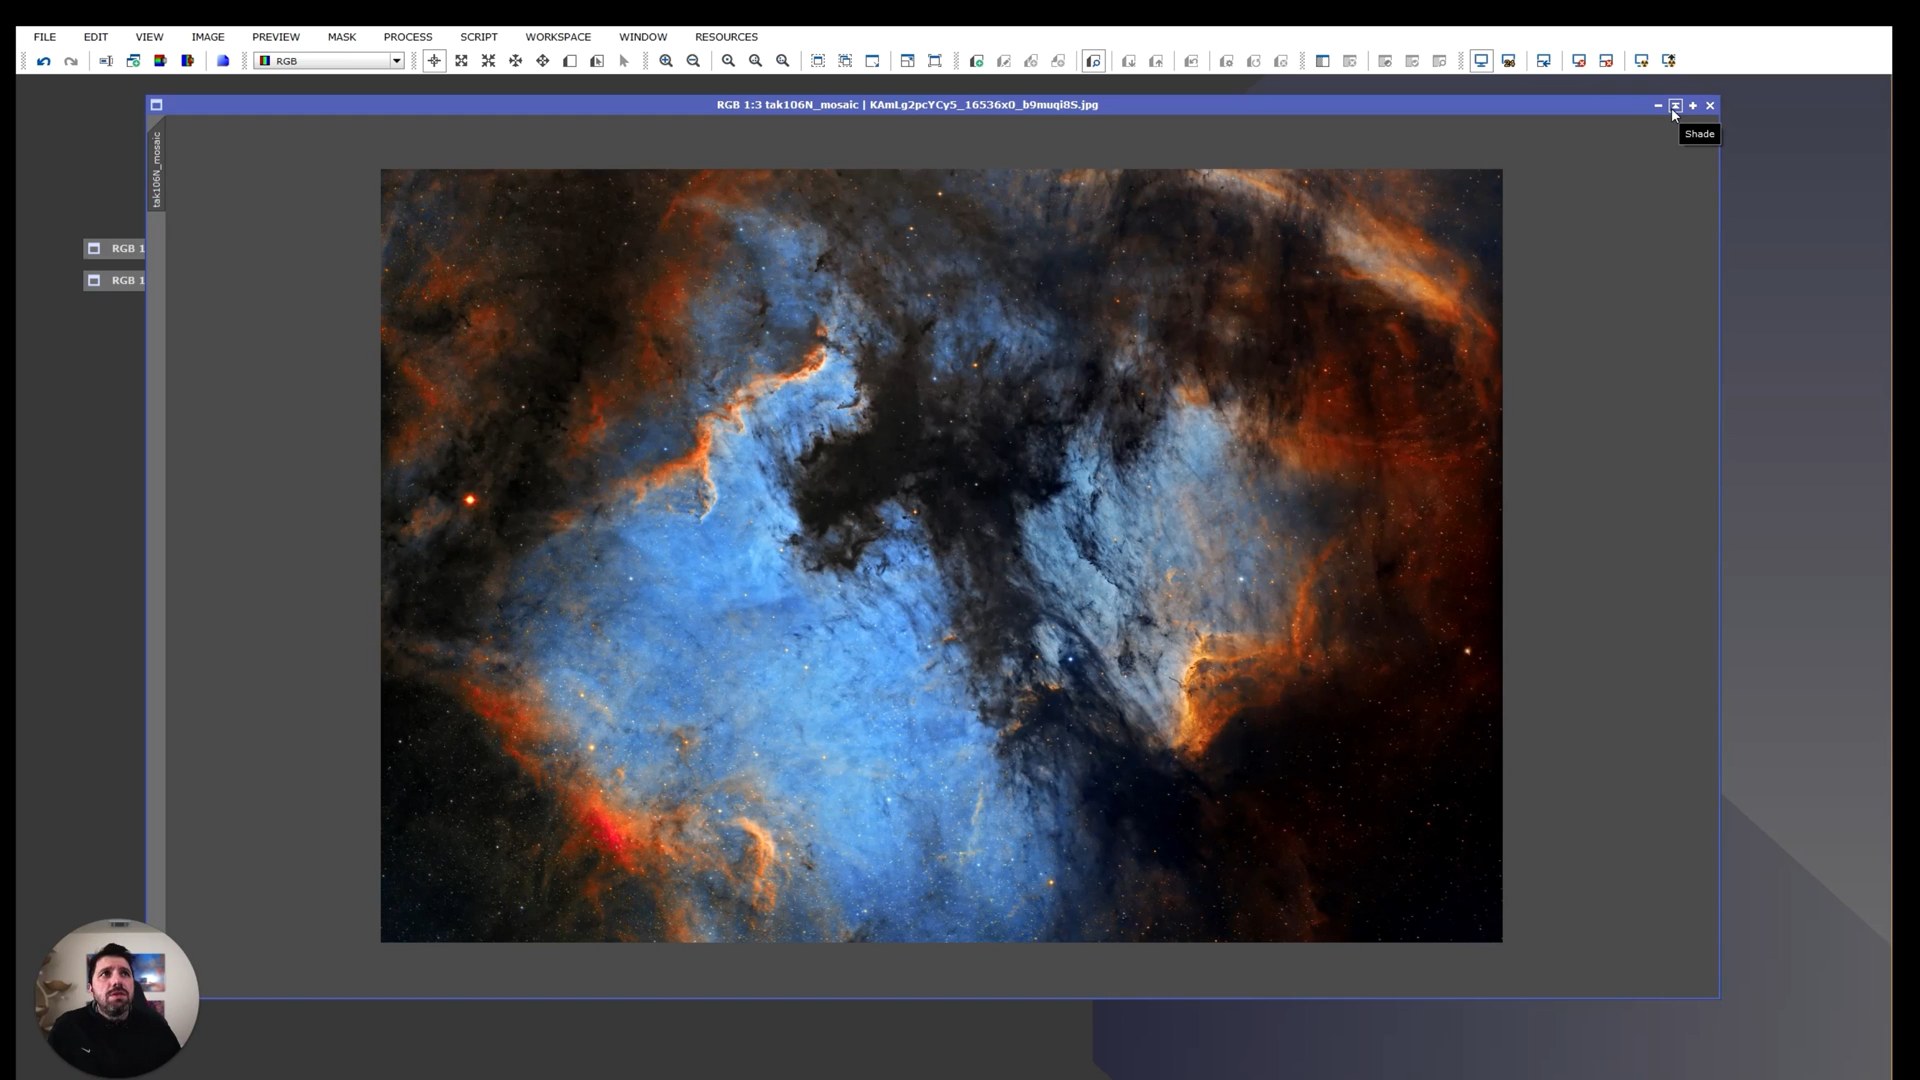 FILE EDIT VIEW IMAGE PREVIEW MASK PROCESS SCRIPT WORKSPACE WINDOW RESOURCES
RGB
RGB 1:3 tak106N_mosaic | KAmLg2pcYCy5_16536x0_b9muqi8S.jpg
Shade
tak106N_mosaic
RGB 1
RGB 1